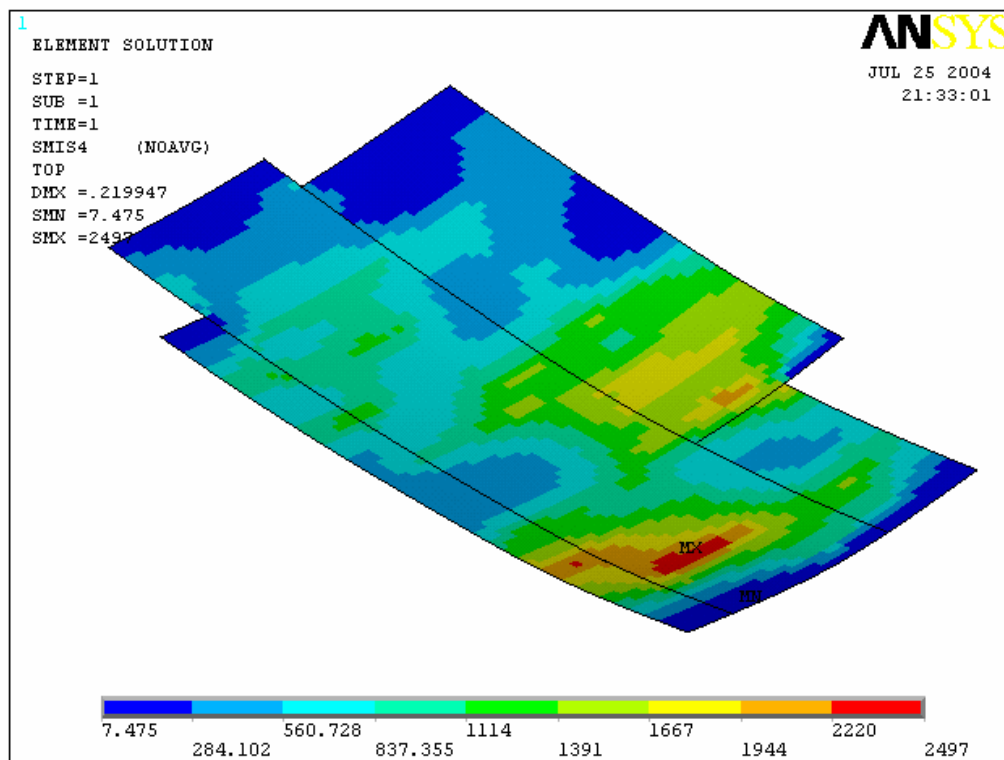 1
ELEMENT SOLUTION
STEP=1
SUB =1
TIME=1
SMIS4 (NOAVG)
TOP
DMX =.219947
SMN =7.475
SMX =2497
ANSYS
JUL 25 2004
21:33:01
MX
MN
7.475 560.728 1114 1667 2220
284.102 837.355 1391 1944 2497